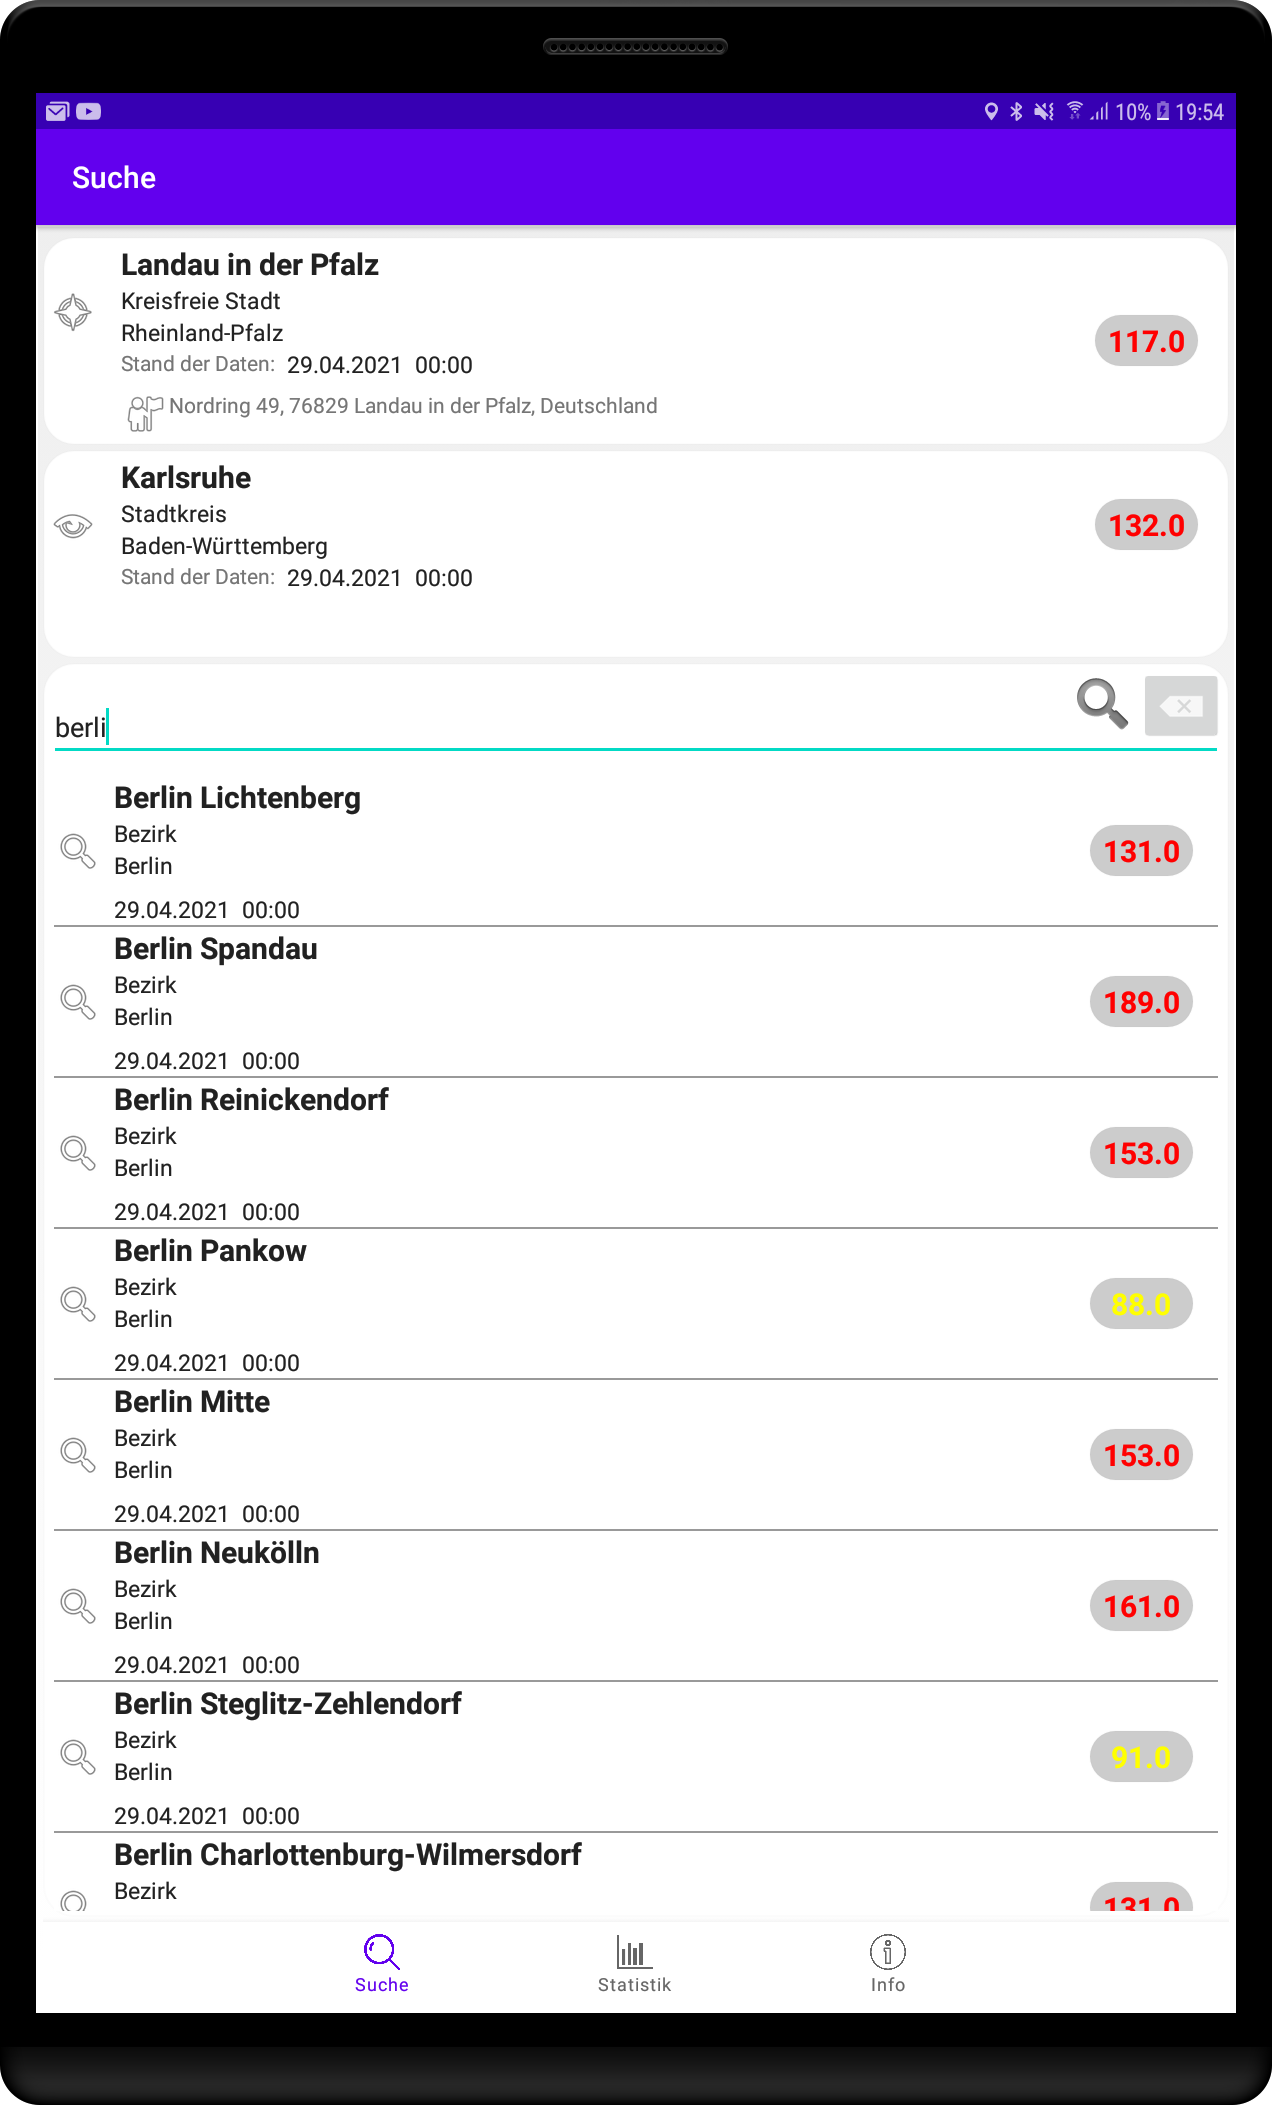 10% 19:54
Suche
Landau in der Pfalz
Kreisfreie Stadt
Rheinland-Pfalz
117.0
Stand der Daten: 29.04.2021 00:00
Nordring 49, 76829 Landau in der Pfalz, Deutschland
Karlsruhe
Stadtkreis
132.0
Baden-Württemberg
Stand der Daten: 29.04.2021 00:00
berli
Berlin Lichtenberg
Bezirk
131.0
Berlin
29.04.2021 00:00
Berlin Spandau
Bezirk
189.0
Berlin
29.04.2021 00:00
Berlin Reinickendorf
Bezirk
153.0
Berlin
29.04.2021 00:00
Berlin Pankow
Bezirk
88.0
Berlin
29.04.2021 00:00
Berlin Mitte
Bezirk
153.0
Berlin
29.04.2021 00:00
Berlin Neukölln
Bezirk
161.0
Berlin
29.04.2021 00:00
Berlin Steglitz-Zehlendorf
Bezirk
91.0
Berlin
29.04.2021 00:00
Berlin Charlottenburg-Wilmersdorf
Bezirk
131.0
Suche
Statistik
Info